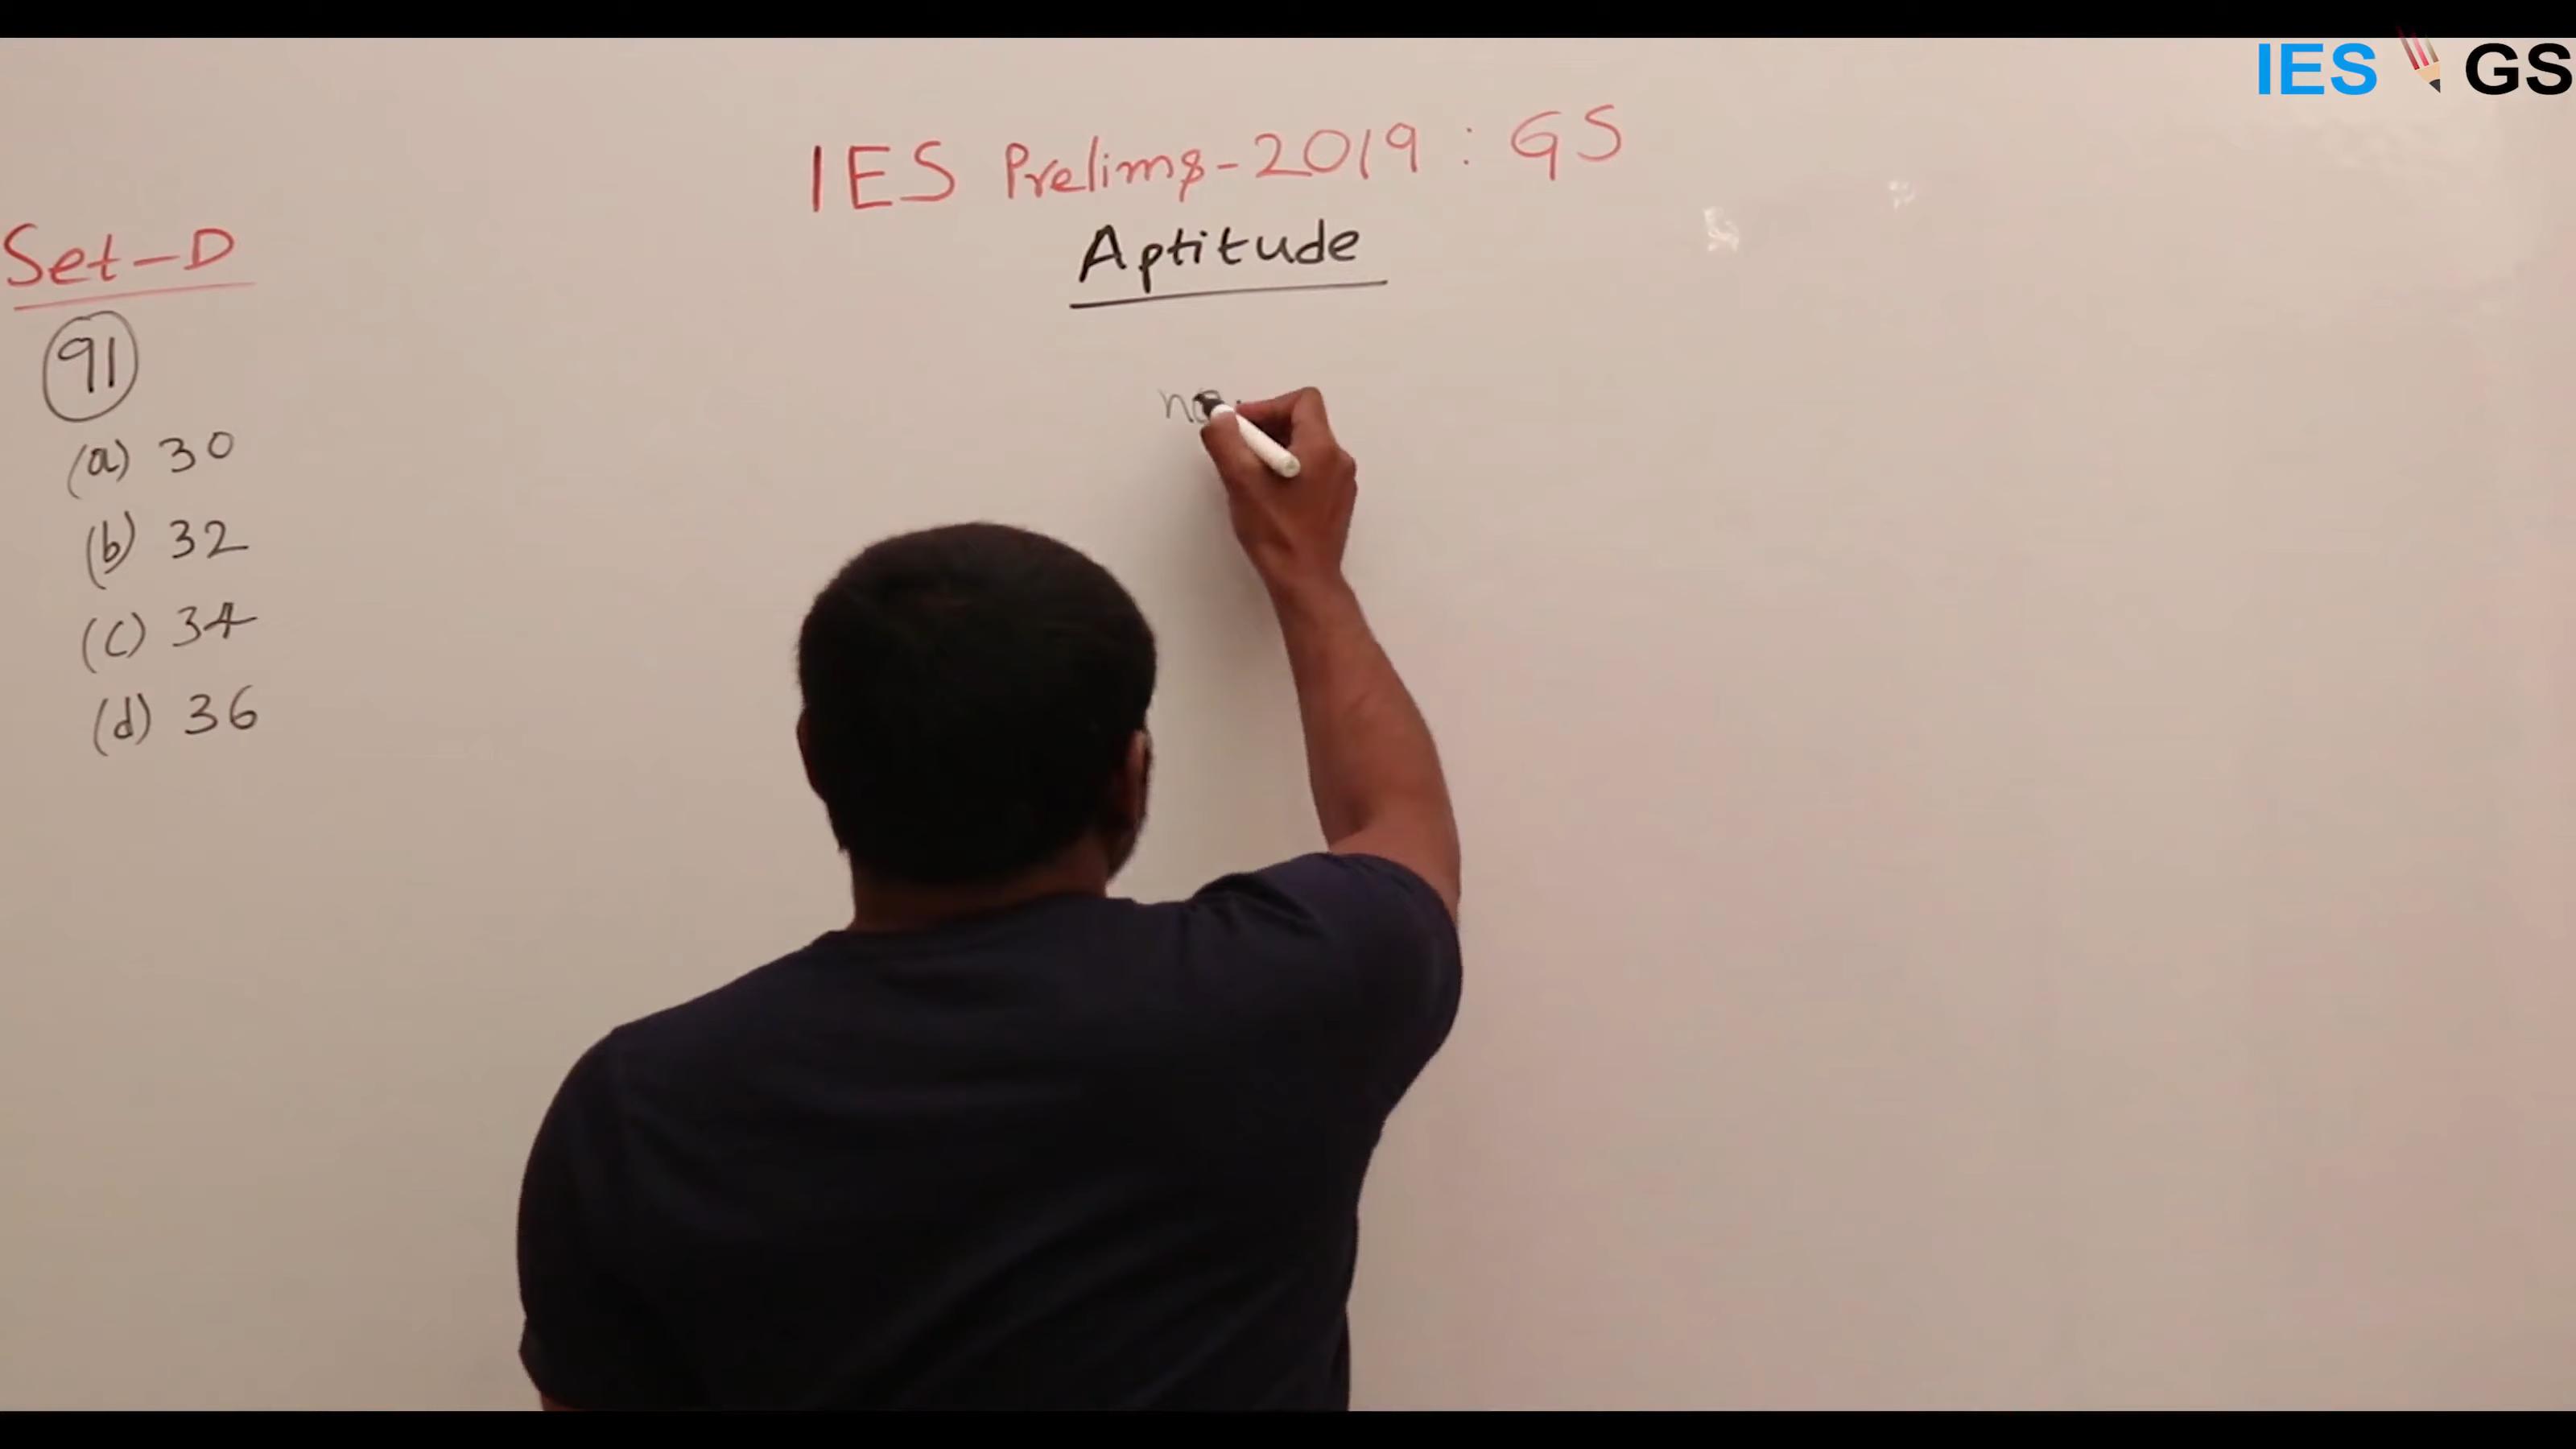 IES GS
IES Prelims-2019 : GS
Aptitude
Set-D
91
(a) 30
(b) 32
(c) 34
(d) 36